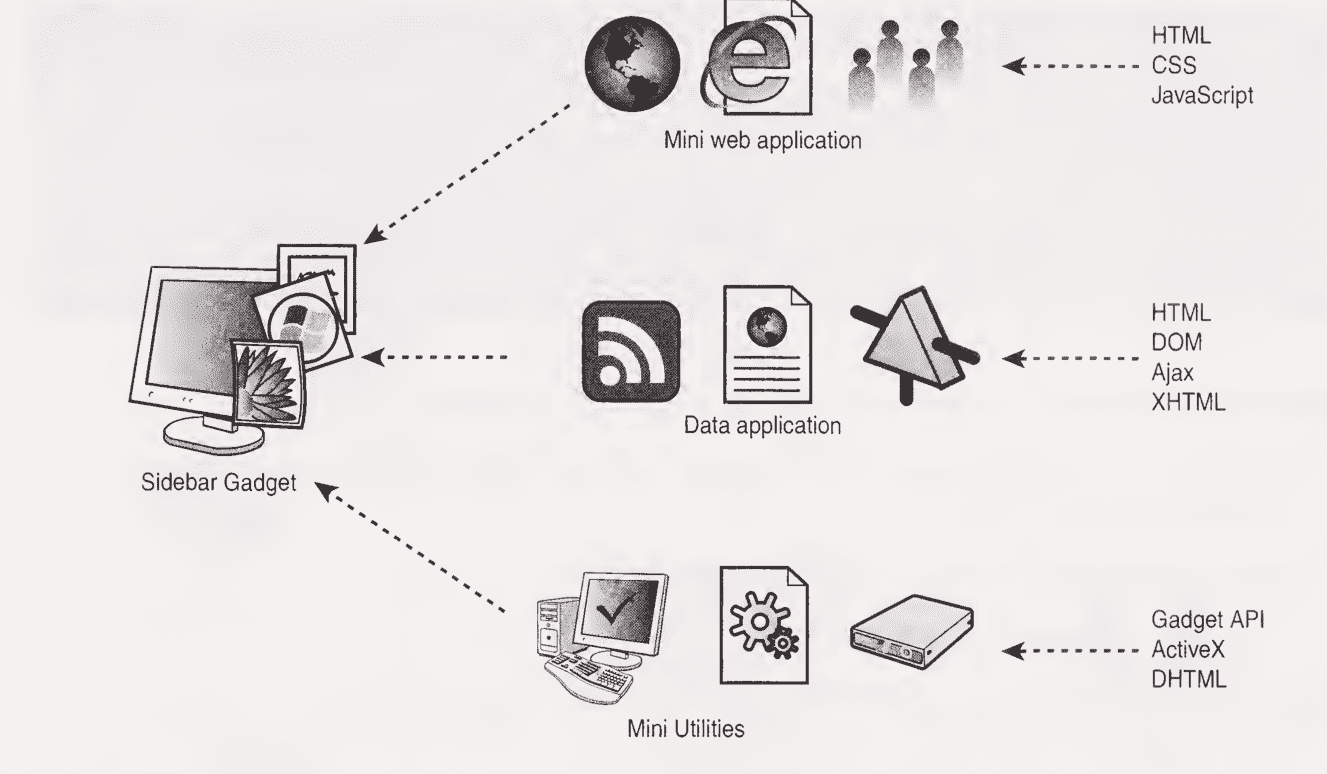 HTML
CSS
JavaScript
Mini web application
HTML
DOM
Ajax
XHTML
Data application
Sidebar Gadget
Gadget API
ActiveX
DHTML
Mini Utilities